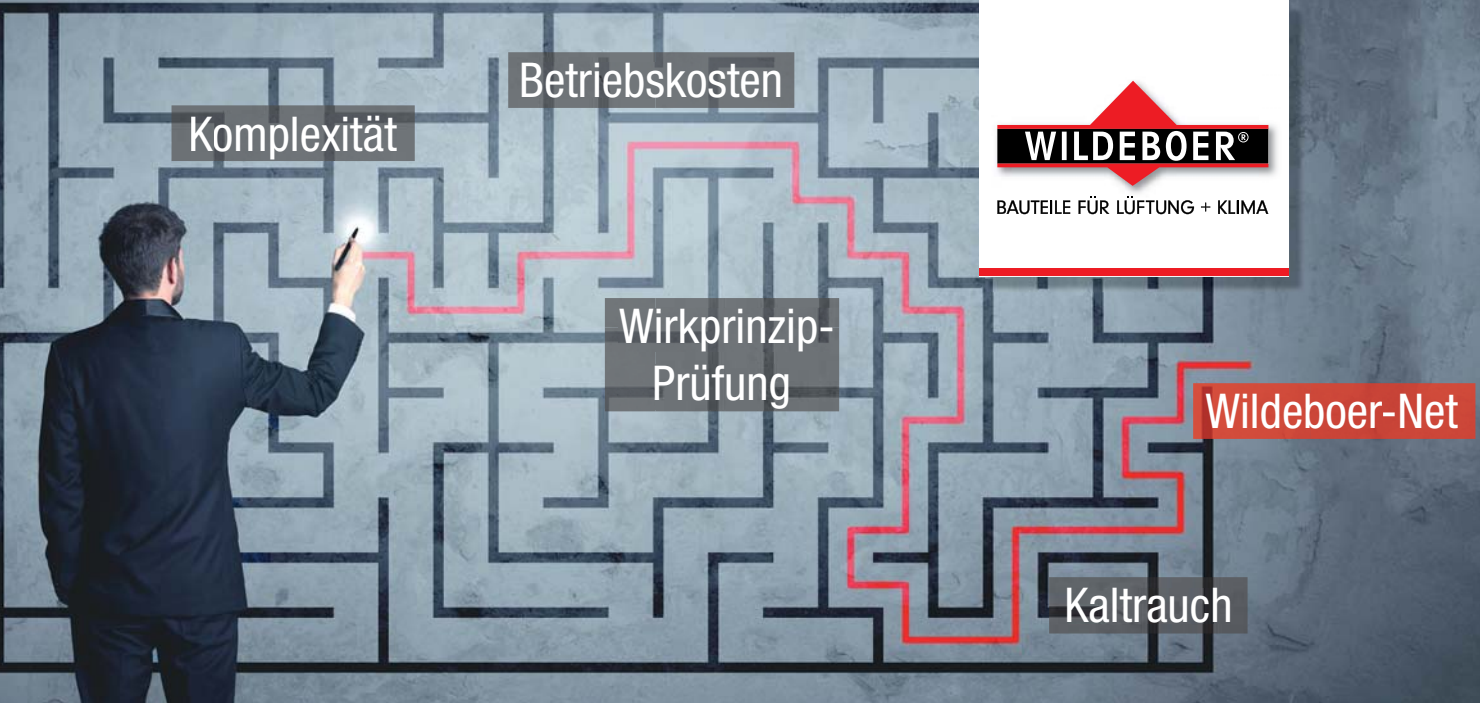 Betriebskosten
Komplexität
WILDEBOER®
BAUTEILE FÜR LÜFTUNG + KLIMA
Wirkprinzip-
Prüfung
Wildeboer-Net
Kaltrauch